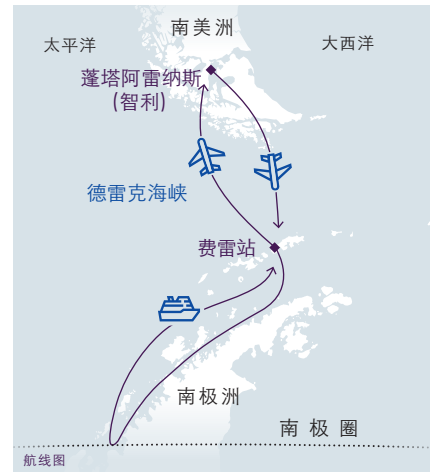 南美洲
太平洋
大西洋
蓬塔阿雷纳斯
(智利)
德雷克海峡
费雷站
南极洲
南极圈
航线图